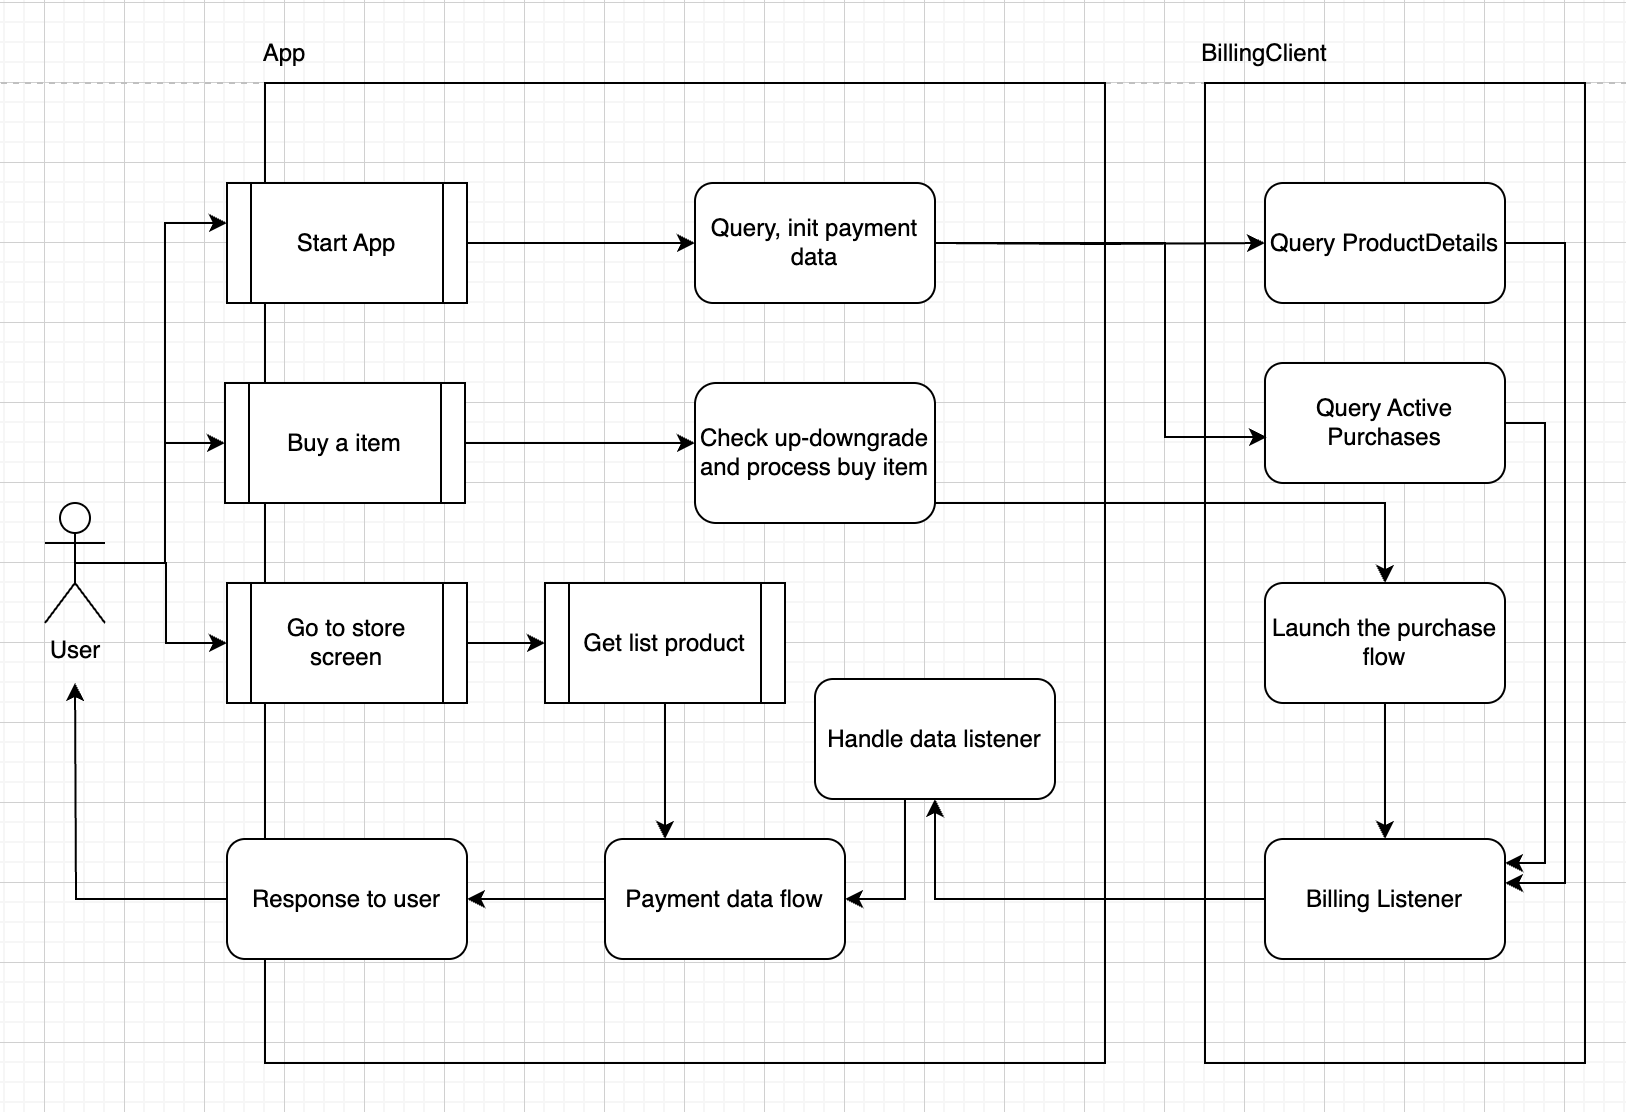 App
BillingClient
Start App
Query, init payment
data
Query ProductDetails
Buy a item
Check up-downgrade
and process buy item
Query Active
Purchases
User
Go to store
screen
Get list product
Launch the purchase
flow
Handle data listener
Response to user
Payment data flow
Billing Listener